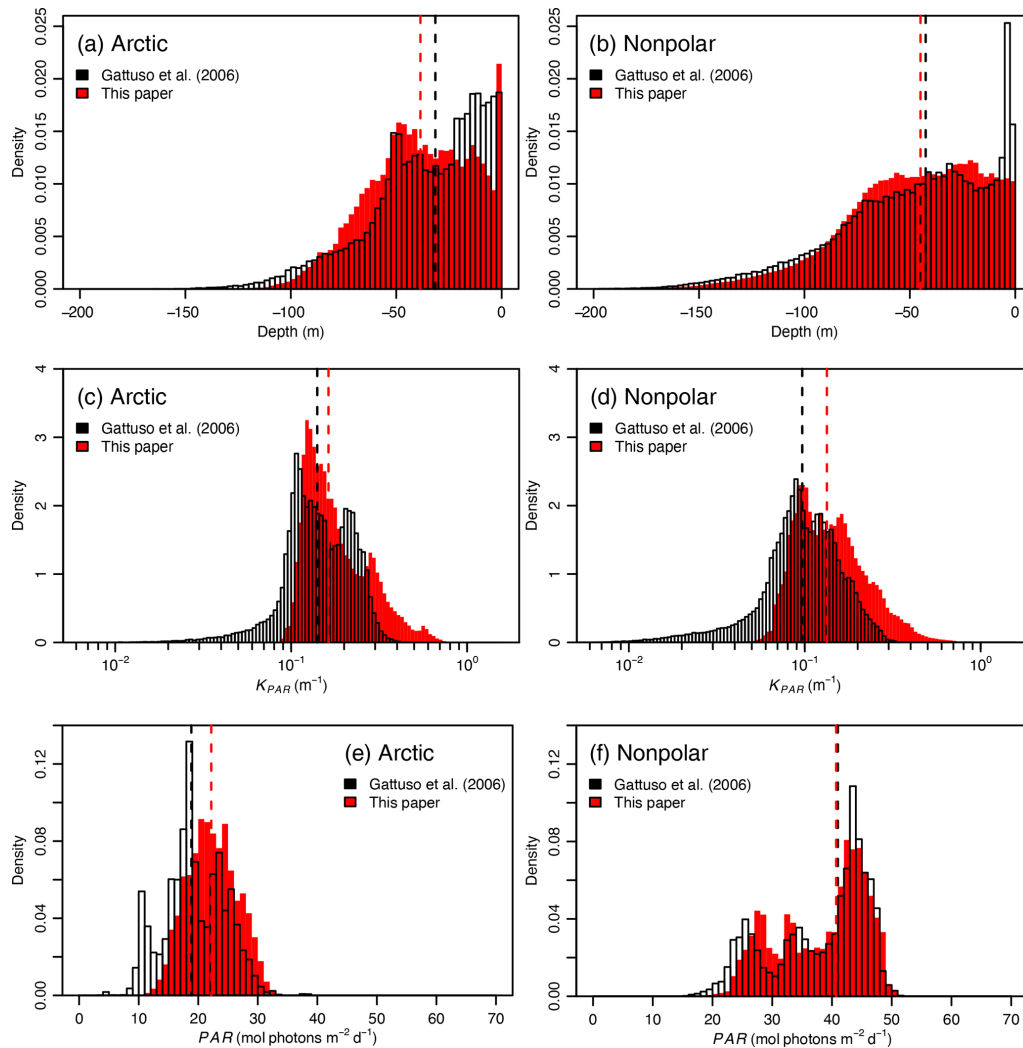 (a) Arctic
Gattuso et al. (2006)
This paper
Density
0.000 0.005 0.010 0.015 0.020 0.025
−200 −150 −100 −50 0
Depth (m)
(b) Nonpolar
Gattuso et al. (2006)
This paper
Density
0.000 0.005 0.010 0.015 0.020 0.025
−200 −150 −100 −50 0
Depth (m)
(c) Arctic
Gattuso et al. (2006)
This paper
Density
0 1 2 3 4
10⁻² 10⁻¹ 10⁰
K_PAR (m⁻¹)
(d) Nonpolar
Gattuso et al. (2006)
This paper
Density
0 1 2 3 4
10⁻² 10⁻¹ 10⁰
K_PAR (m⁻¹)
(e) Arctic
Gattuso et al. (2006)
This paper
Density
0.00 0.04 0.08 0.12
0 10 20 30 40 50 60 70
PAR (mol photons m⁻² d⁻¹)
(f) Nonpolar
Gattuso et al. (2006)
This paper
Density
0.00 0.04 0.08 0.12
0 10 20 30 40 50 60 70
PAR (mol photons m⁻² d⁻¹)